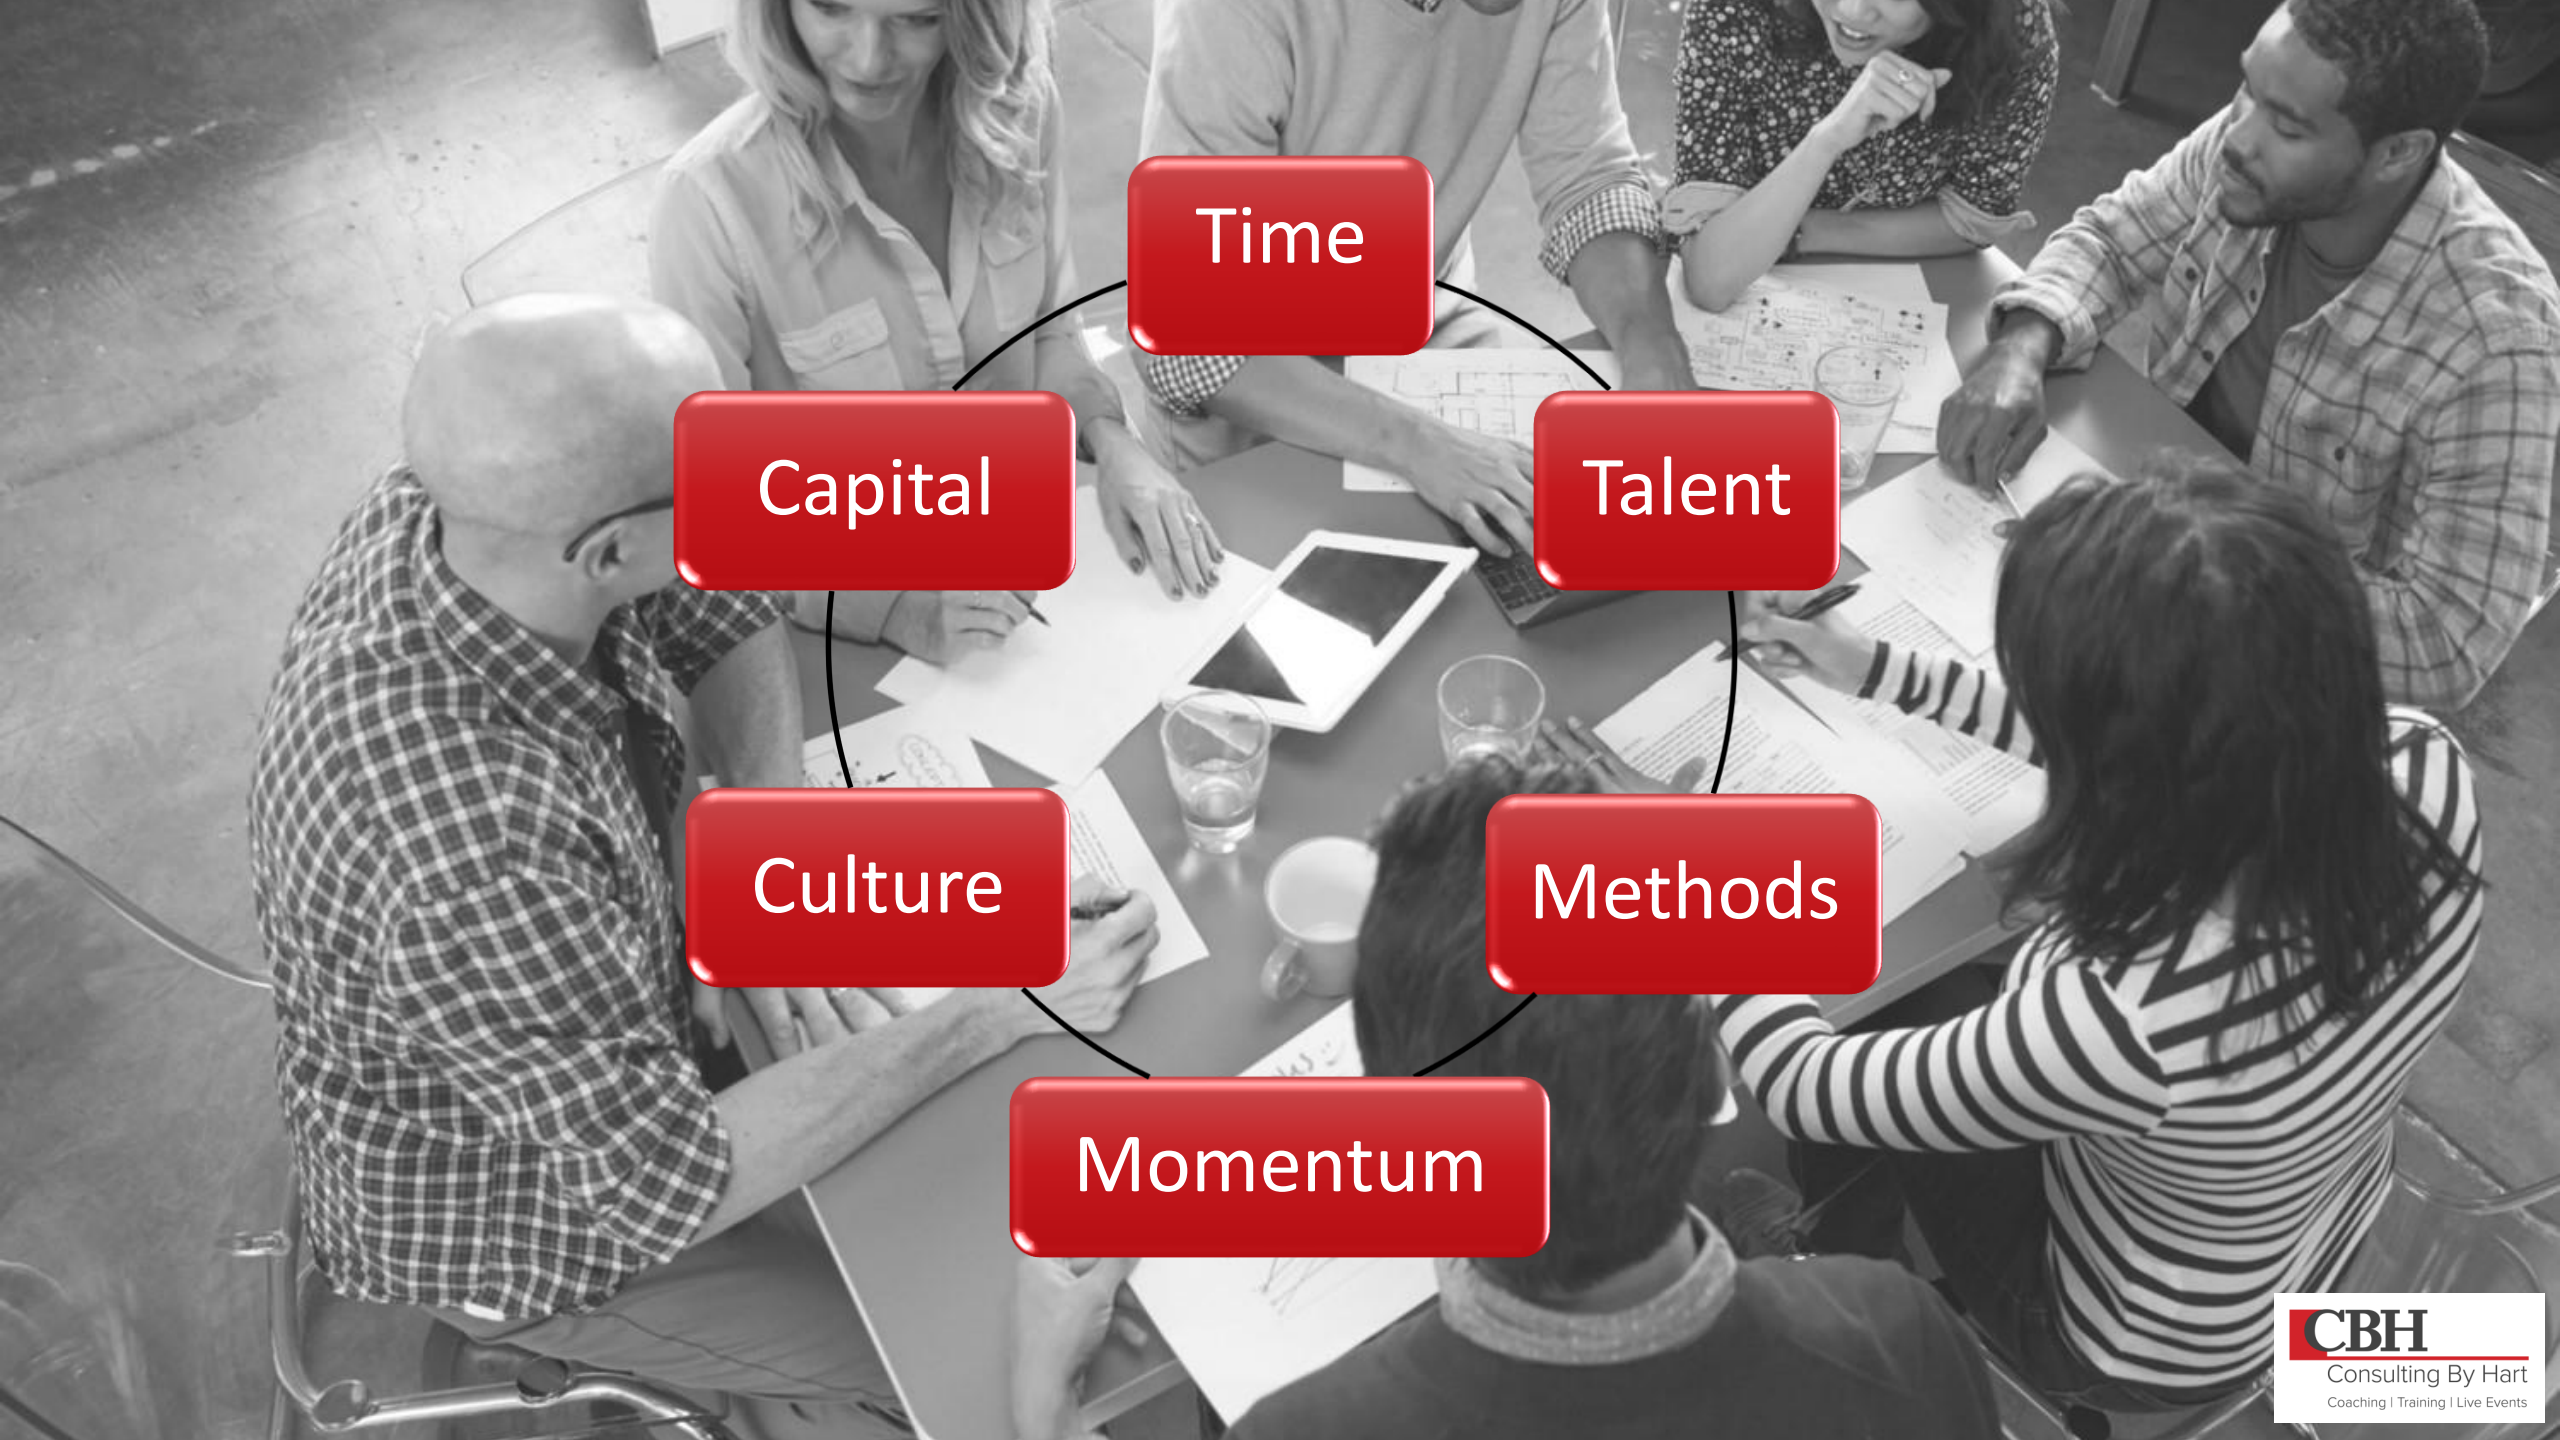 Time
Talent
Methods
Momentum
Culture
Capital
CBH
Consulting By Hart
Coaching | Training | Live Events